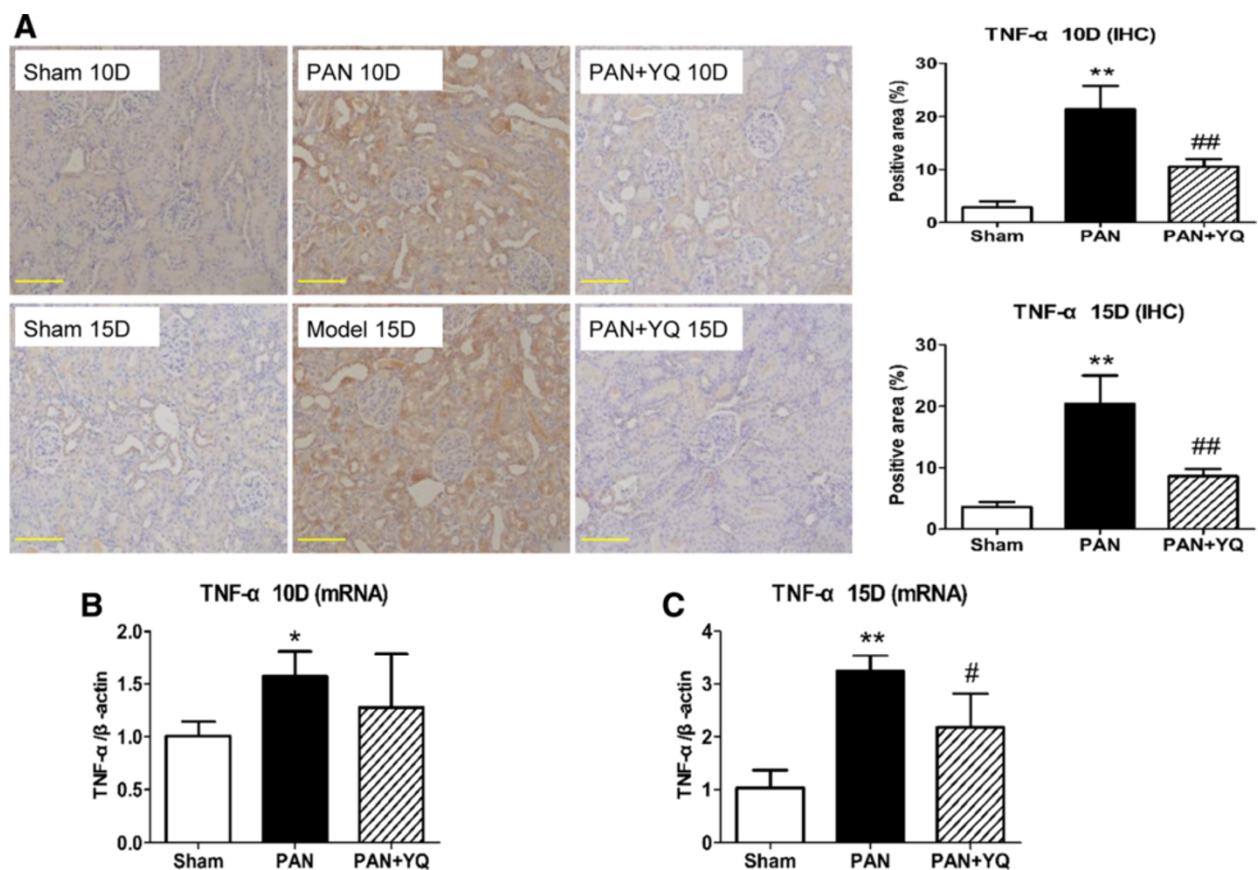 A
Sham 10D
PAN 10D
PAN+YQ 10D
TNF-α 10D (IHC)
Positive area (%)
30
20
10
0
**
##
Sham
PAN
PAN+YQ
Sham 15D
Model 15D
PAN+YQ 15D
TNF-α 15D (IHC)
Positive area (%)
30
20
10
0
**
##
Sham
PAN
PAN+YQ
B
TNF-α 10D (mRNA)
TNF-α/β-actin
2.0
1.5
1.0
0.5
0.0
*
Sham
PAN
PAN+YQ
C
TNF-α 15D (mRNA)
TNF-α/β-actin
4
3
2
1
0
**
#
Sham
PAN
PAN+YQ